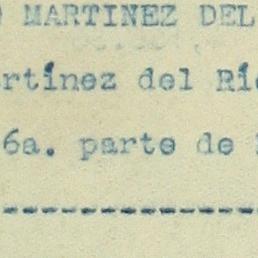 MARTINEZ DEL
rtínez del Rí
6a. parte de
--------------------